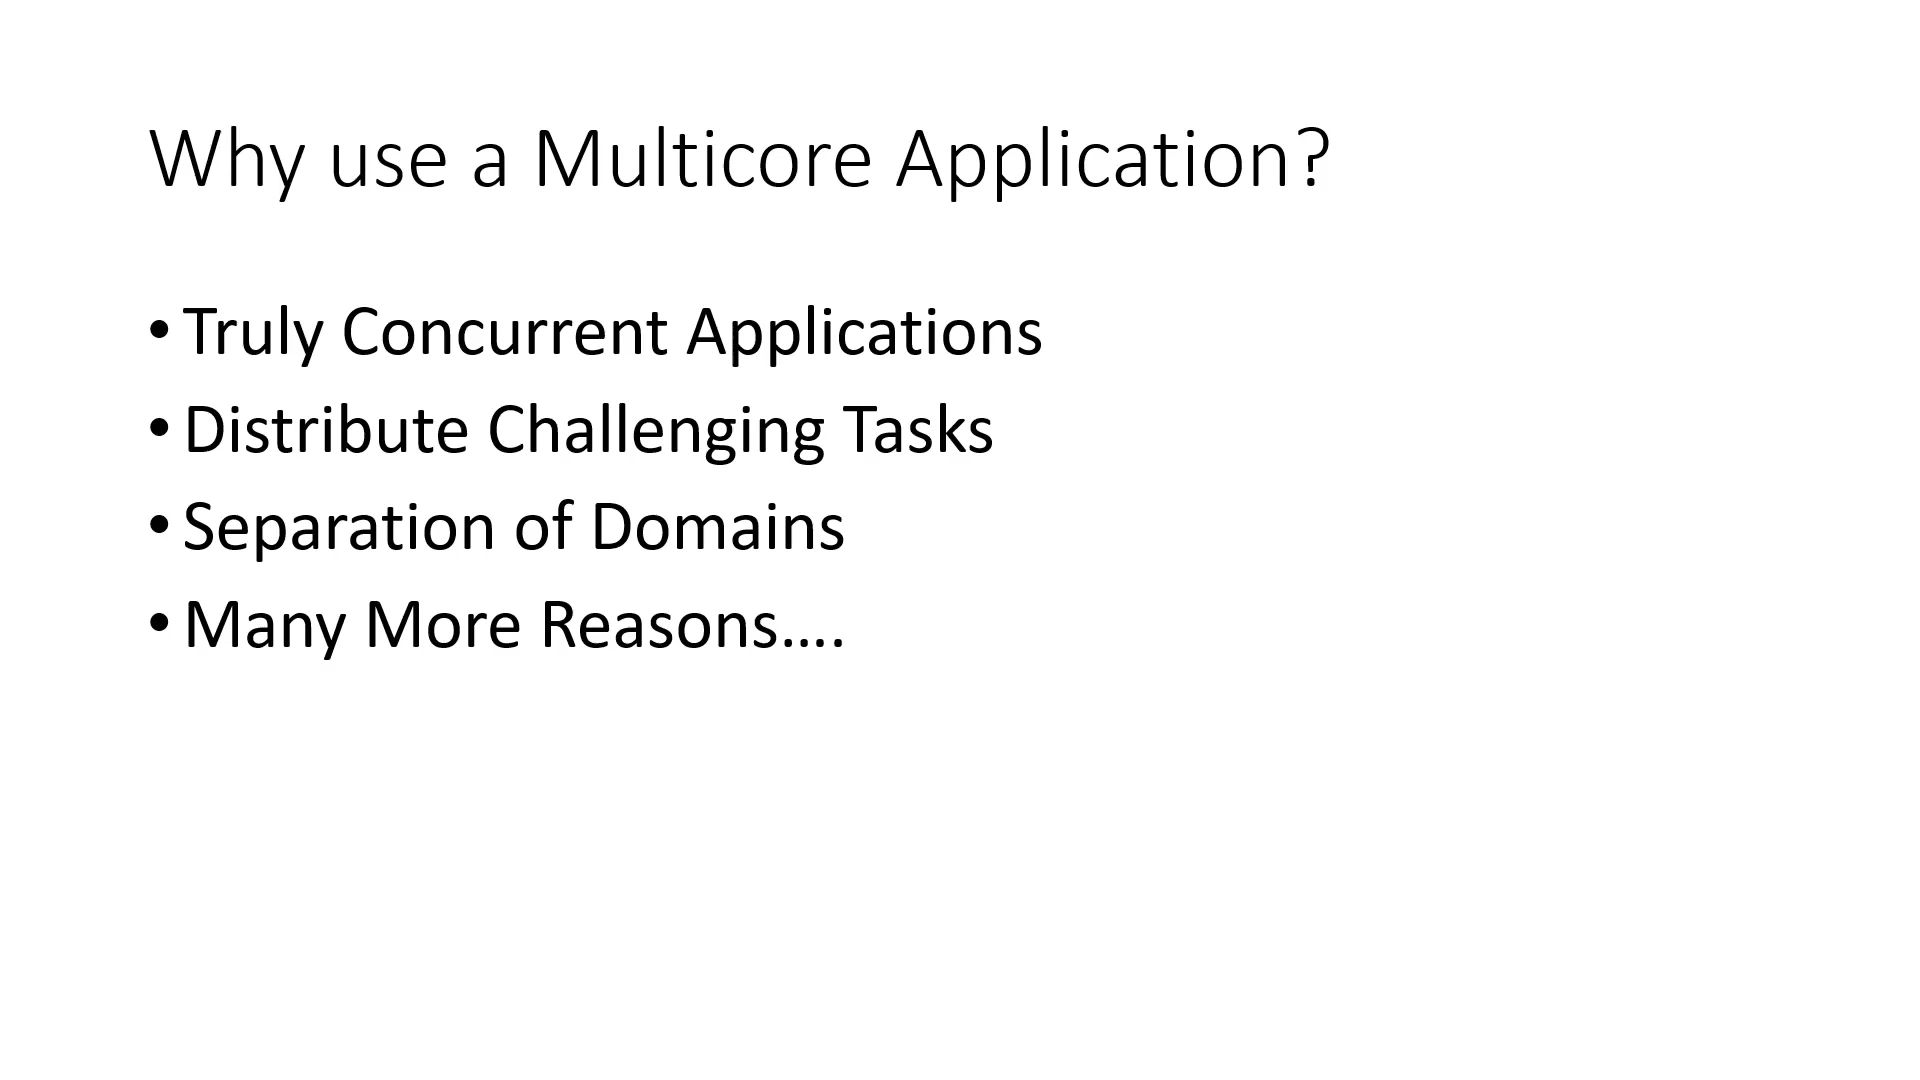 Why use a Multicore Application?
• Truly Concurrent Applications
• Distribute Challenging Tasks
• Separation of Domains
• Many More Reasons….